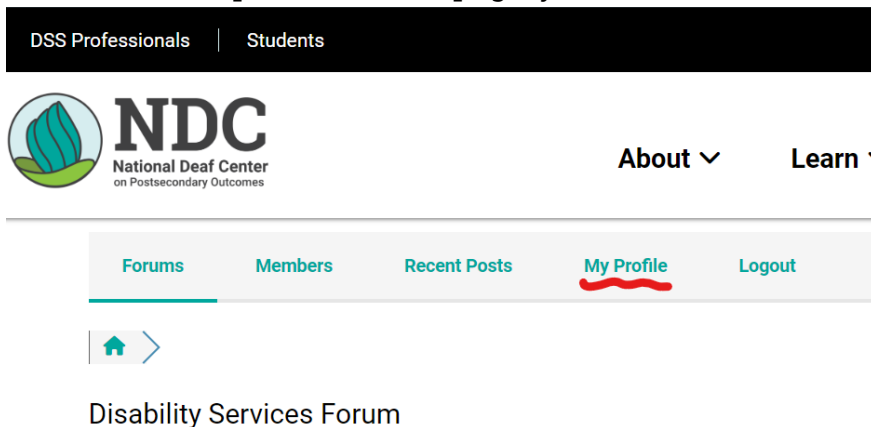 DSS Professionals Students
NDC
National Deaf Center
on Postsecondary Outcomes
About Learn
Forums Members Recent Posts My Profile Logout
Disability Services Forum